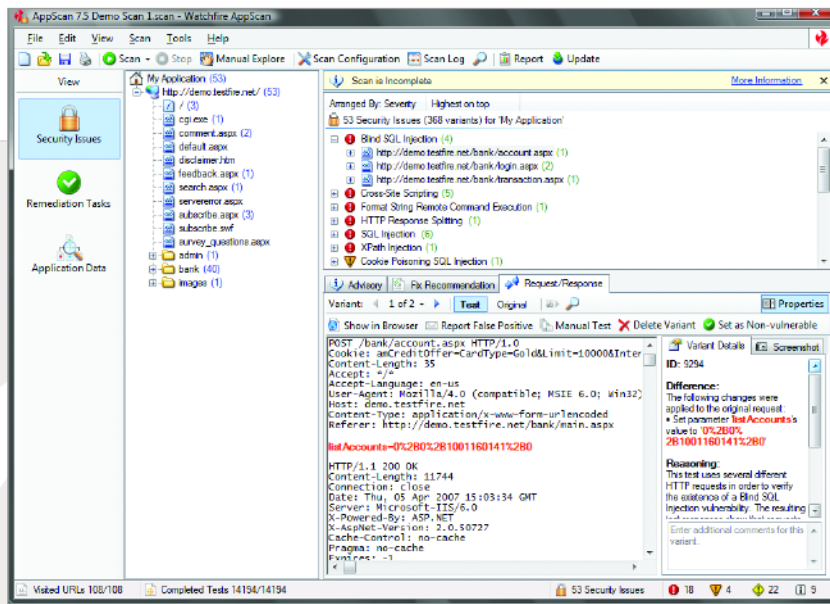 AppScan 7.5 Demo Scan 1.scan - Watchfire AppScan
File Edit View Scan Tools Help
Scan Stop Manual Explore Scan Configuration Scan Log Report Update
View
Security Issues
Remediation Tasks
Application Data
My Application (53)
http://demo.testfire.net/ (53)
/ (3)
cgi.exe (1)
comment.aspx (2)
default.aspx
disclaimer.htm
feedback.aspx (1)
search.aspx (1)
servererror.aspx
subscribe.aspx (3)
subscribe.swf
survey_questions.aspx
admin (1)
bank (40)
images (1)
Scan is Incomplete More Information
Arranged By: Severity Highest on top
53 Security Issues (368 variants) for 'My Application'
Blind SQL Injection (4)
http://demo.testfire.net/bank/account.aspx (1)
http://demo.testfire.net/bank/login.aspx (2)
http://demo.testfire.net/bank/transaction.aspx (1)
Cross-Site Scripting (5)
Format String Remote Command Execution (1)
HTTP Response Splitting (1)
SQL Injection (6)
XPath Injection (1)
Cookie Poisoning SQL Injection (1)
Advisory Fix Recommendation Request/Response
Variant: 1 of 2 Test Original Properties
Show in Browser Report False Positive Manual Test Delete Variant Set as Non-vulnerable
POST /bank/account.aspx HTTP/1.0
Cookie: amCreditOffer=CardType=Gold&Limit=10000&Inter
Content-Length: 35
Accept: */*
Accept-Language: en-us
User-Agent: Mozilla/4.0 (compatible; MSIE 6.0; Win32)
Host: demo.testfire.net
Content-Type: application/x-www-form-urlencoded
Referer: http://demo.testfire.net/bank/main.aspx
listAccounts=0%2B0%2B1001160141%2B0
HTTP/1.1 200 OK
Content-Length: 11744
Connection: close
Date: Thu, 05 Apr 2007 15:03:34 GMT
Server: Microsoft-IIS/6.0
X-Powered-By: ASP.NET
X-AspNet-Version: 2.0.50727
Cache-Control: no-cache
Pragma: no-cache
Expires: -1
Variant Details Screenshot
ID: 9294
Difference:
The following changes were
applied to the original request:
• Set parameter 'listAccounts's
value to '0%2B0%
2B1001160141%2B0'
Reasoning:
This test uses several different
HTTP requests in order to verify
the existence of a Blind SQL
Injection vulnerability. The resulting
Enter additional comments for this
variant.
Visited URLs 108/108 Completed Tests 14194/14194 53 Security Issues 18 4 22 9